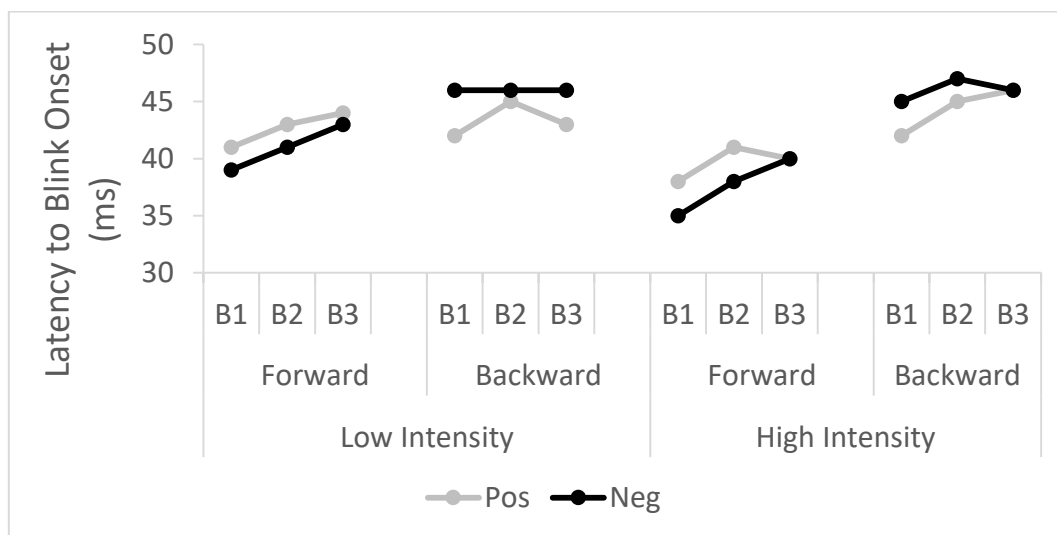 Latency to Blink Onset
(ms)
50
45
40
35
30
B1 B2 B3 B1 B2 B3 B1 B2 B3 B1 B2 B3
Forward Backward Forward Backward
Low Intensity High Intensity
Pos Neg